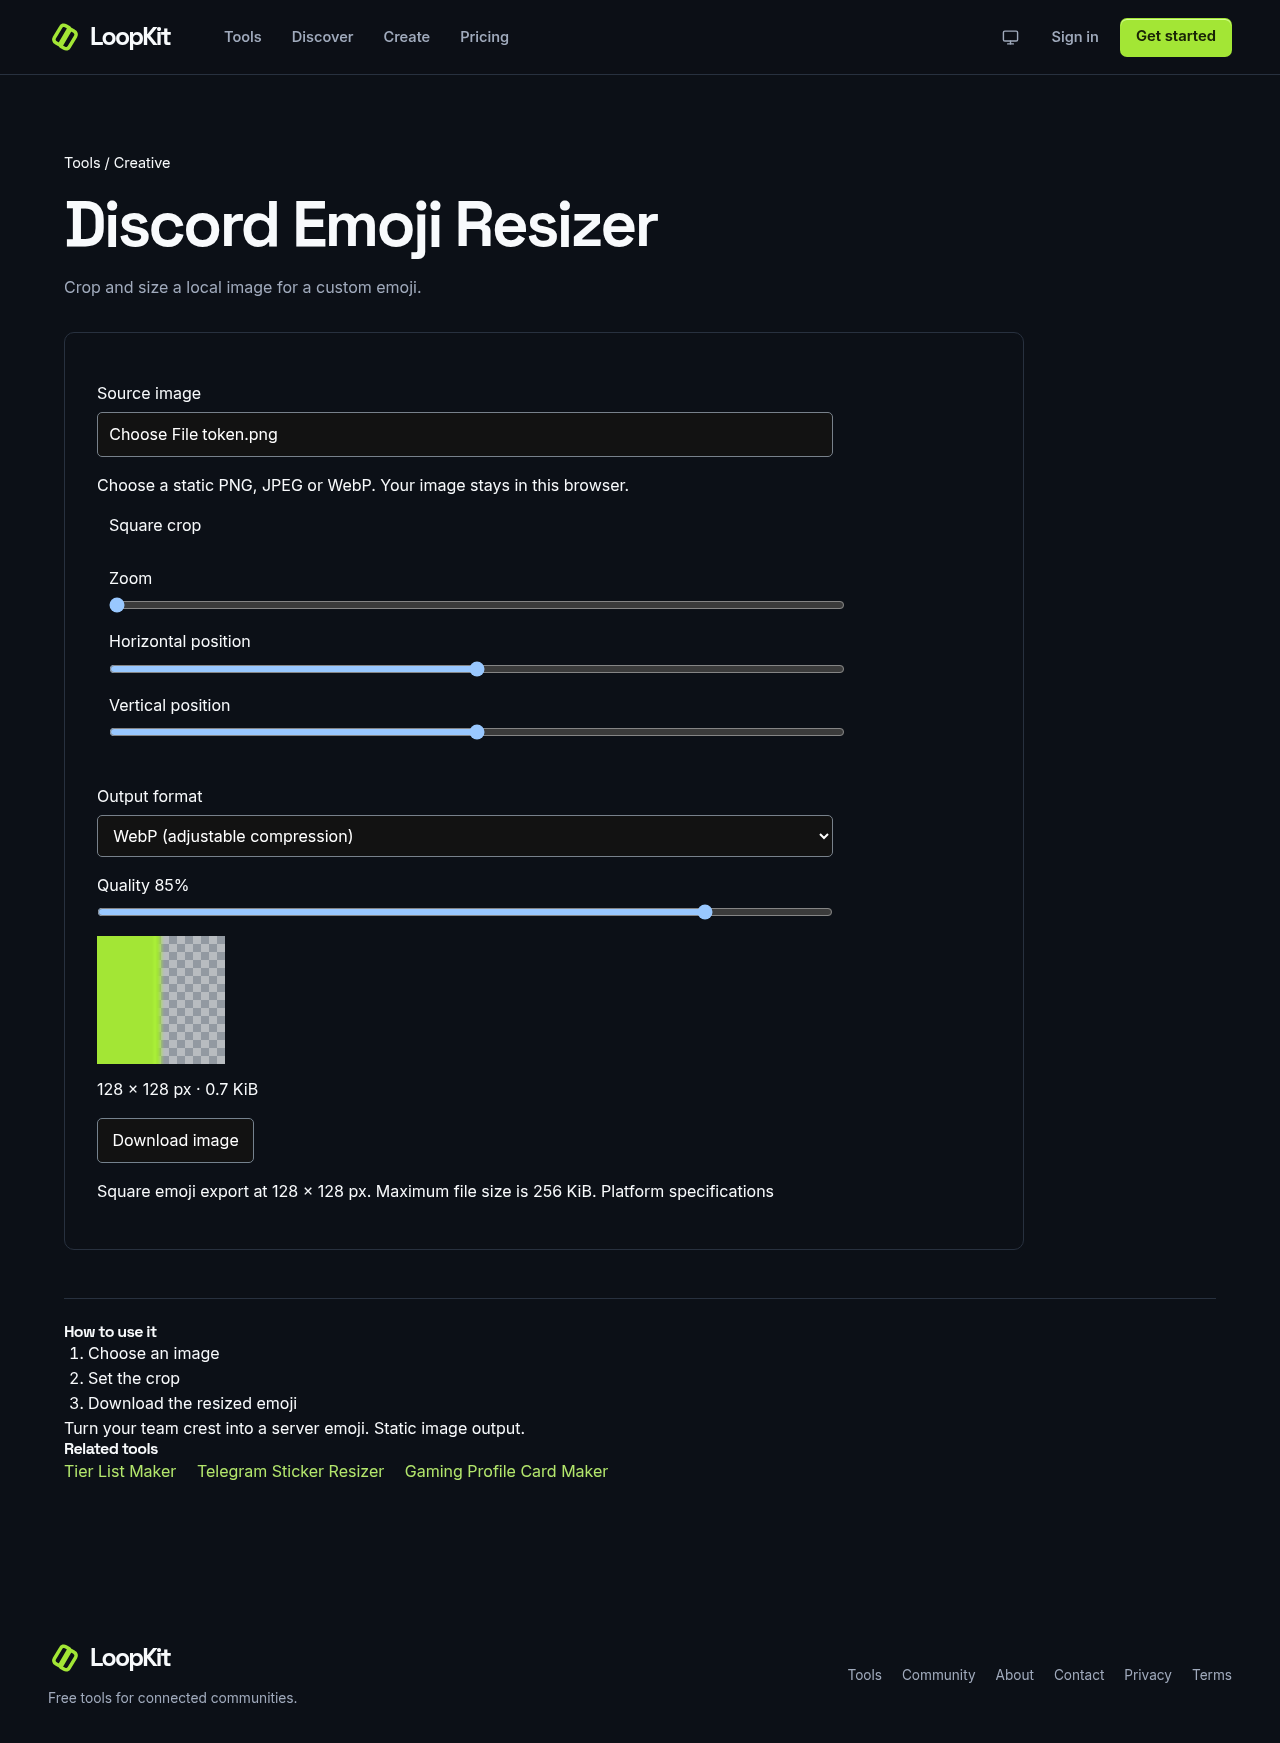 LoopKit
Tools Discover Create Pricing
Sign in Get started
Tools / Creative
Discord Emoji Resizer
Crop and size a local image for a custom emoji.
Source image
Choose File token.png
Choose a static PNG, JPEG or WebP. Your image stays in this browser.
Square crop
Zoom
Horizontal position
Vertical position
Output format
WebP (adjustable compression)
Quality 85%
128 × 128 px · 0.7 KiB
Download image
Square emoji export at 128 × 128 px. Maximum file size is 256 KiB. Platform specifications
How to use it
1. Choose an image
2. Set the crop
3. Download the resized emoji
Turn your team crest into a server emoji. Static image output.
Related tools
Tier List Maker Telegram Sticker Resizer Gaming Profile Card Maker
LoopKit
Free tools for connected communities.
Tools Community About Contact Privacy Terms